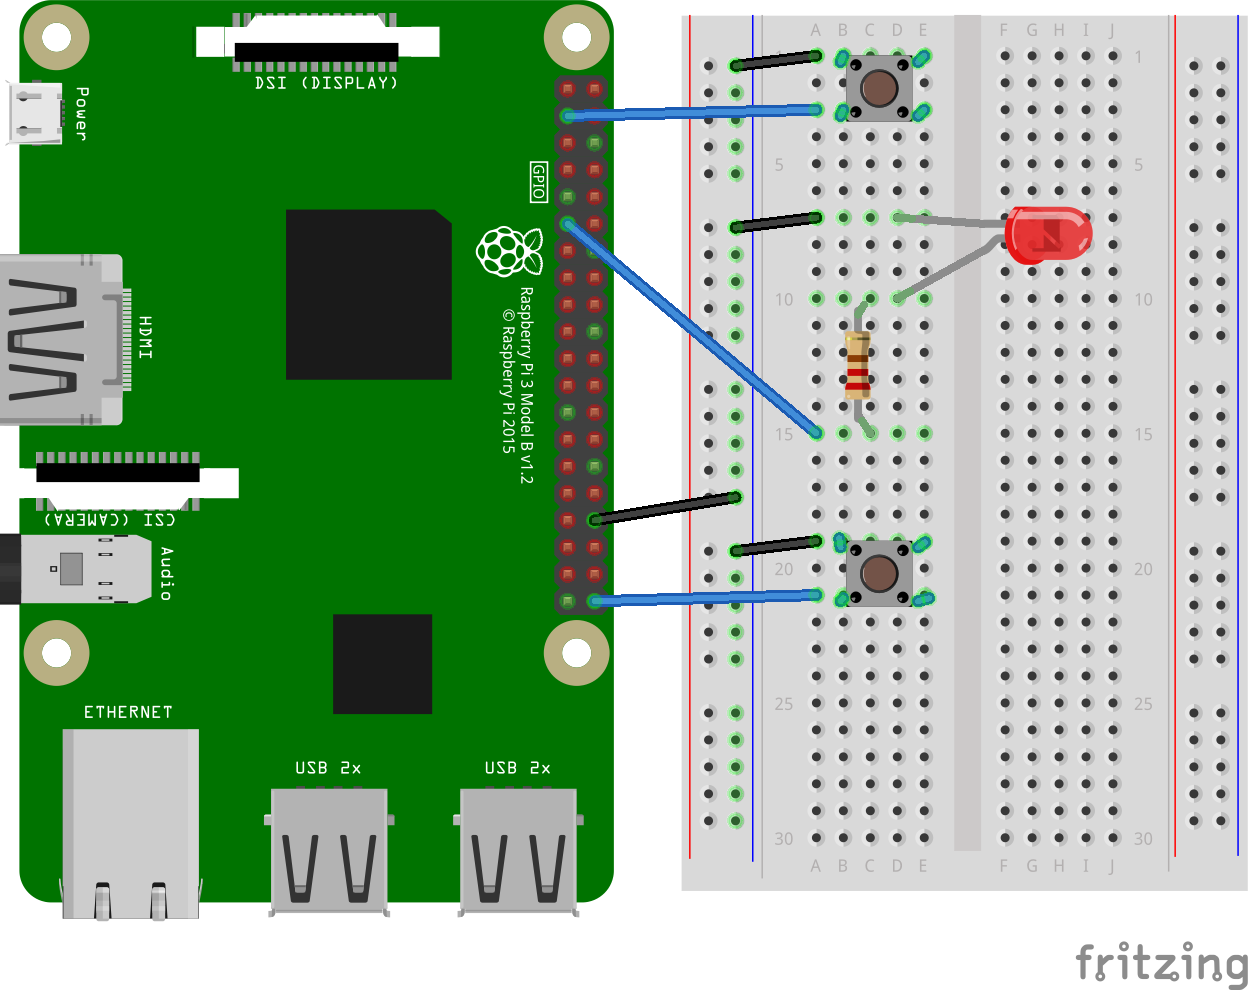 DSI (DISPLAY)
Power
GPIO
HDMI
Raspberry Pi 3 Model B v1.2
© Raspberry Pi 2015
CSI (CAMERA)
Audio
ETHERNET
USB 2x
USB 2x
A B C D E F G H I J
1 1
5 5
10 10
15 15
20 20
25 25
30 30
A B C D E F G H I J
fritzing